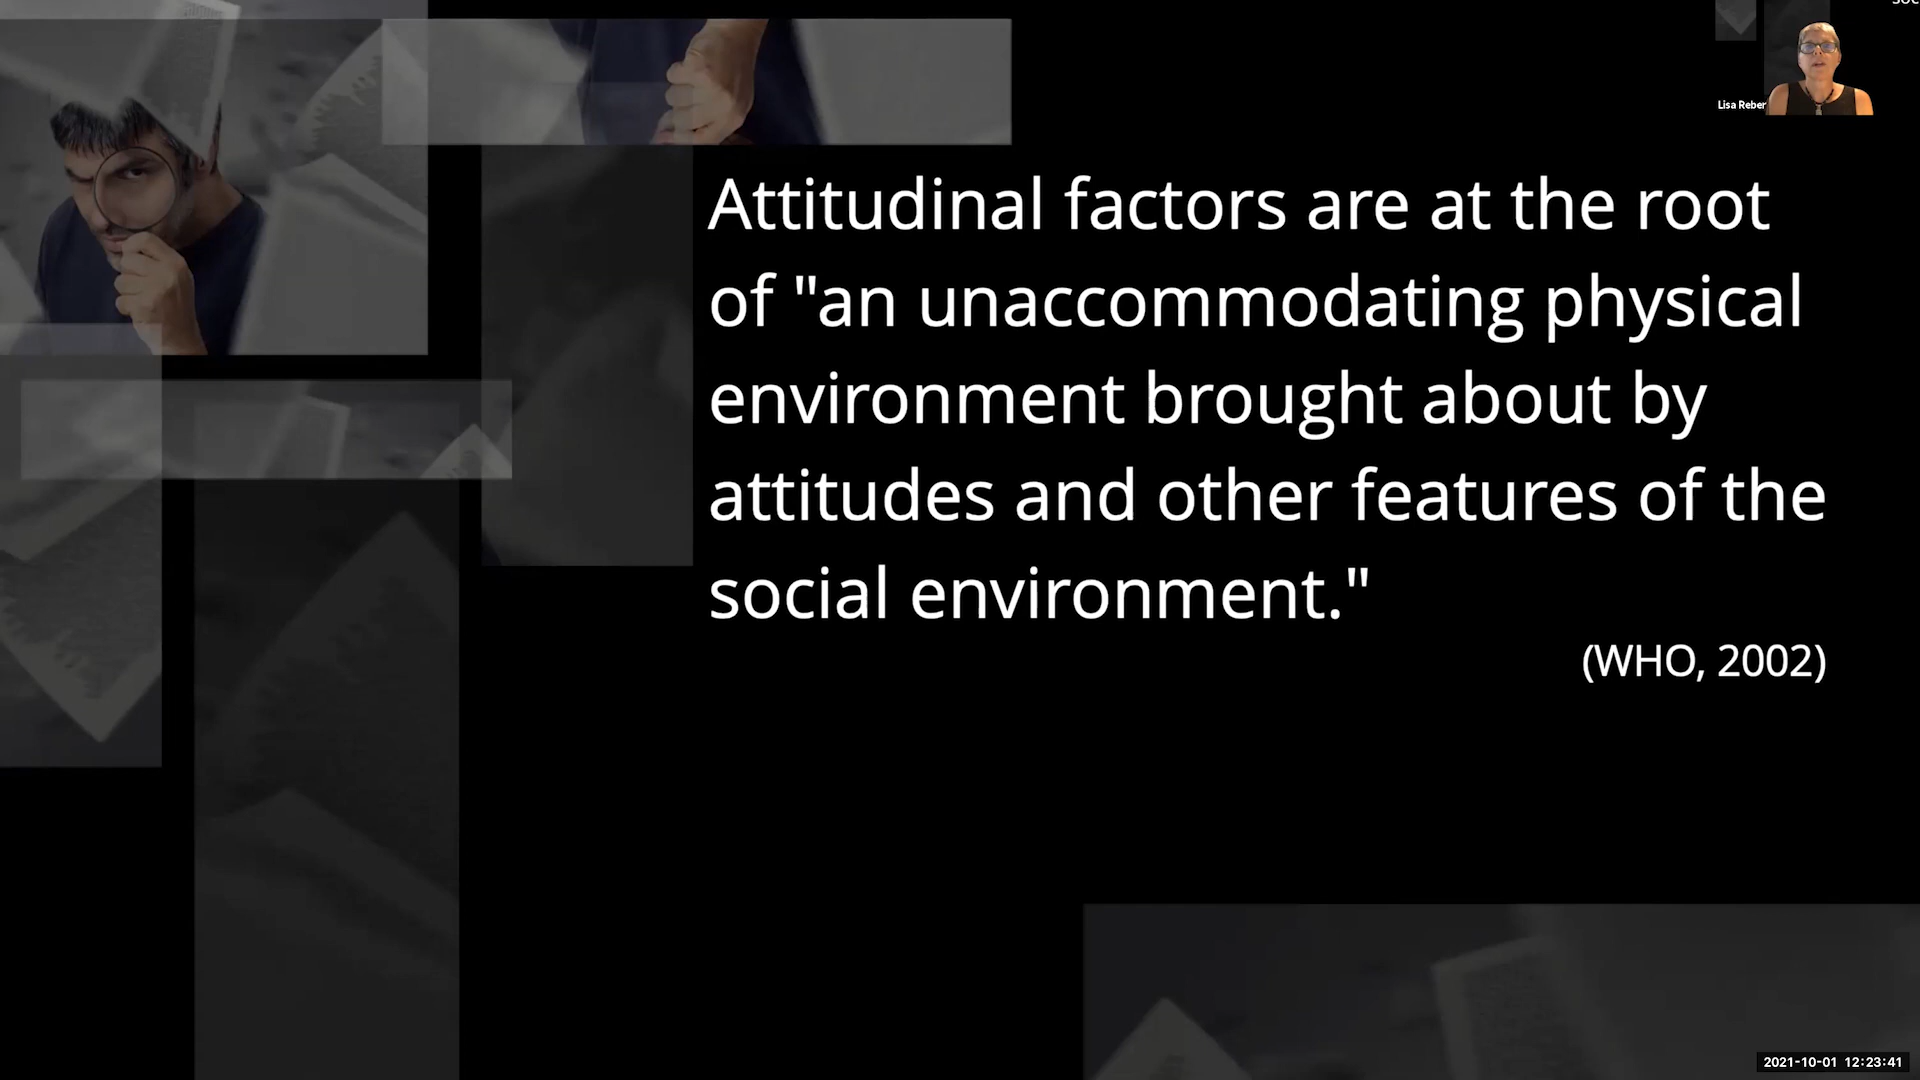 Lisa Reber
Attitudinal factors are at the root
of "an unaccommodating physical
environment brought about by
attitudes and other features of the
social environment."
(WHO, 2002)
2021-10-01 12:23:41